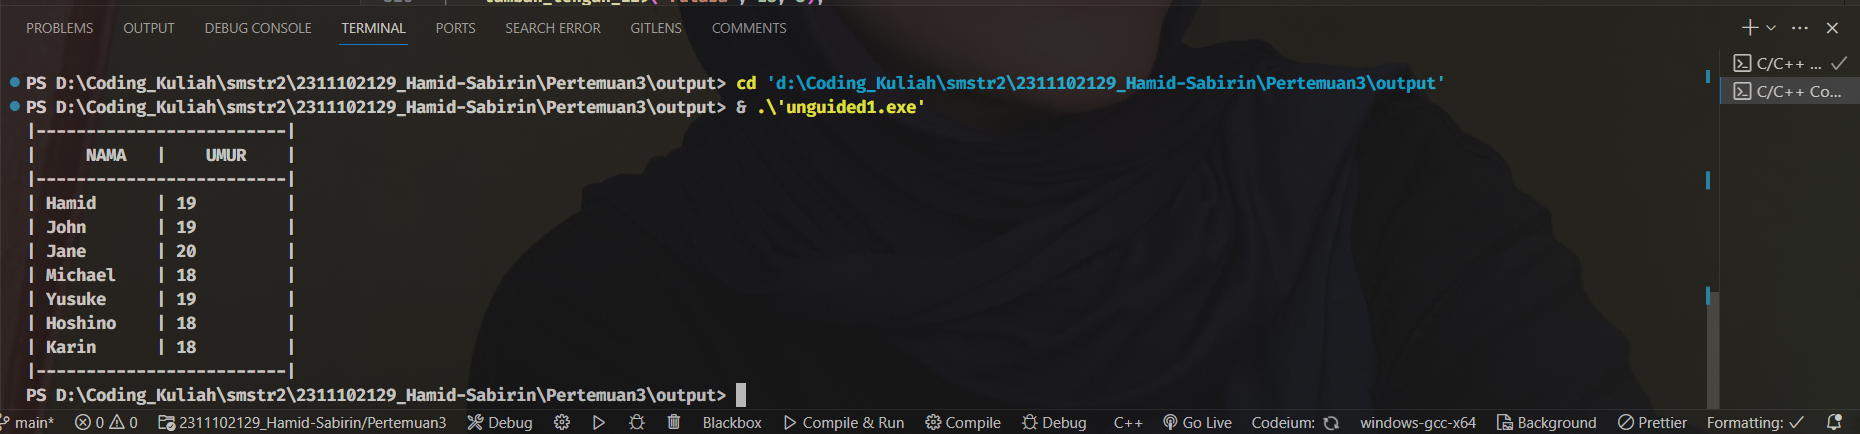 PROBLEMS OUTPUT DEBUG CONSOLE TERMINAL PORTS SEARCH ERROR GITLENS COMMENTS
PS D:\Coding_Kuliah\smstr2\2311102129_Hamid-Sabirin\Pertemuan3\output> cd 'd:\Coding_Kuliah\smstr2\2311102129_Hamid-Sabirin\Pertemuan3\output'
PS D:\Coding_Kuliah\smstr2\2311102129_Hamid-Sabirin\Pertemuan3\output> & .\'unguided1.exe'
|-------------------------|
|     NAMA   |    UMUR    |
|-------------------------|
| Hamid      | 19         |
| John       | 19         |
| Jane       | 20         |
| Michael    | 18         |
| Yusuke     | 19         |
| Hoshino    | 18         |
| Karin      | 18         |
|-------------------------|
PS D:\Coding_Kuliah\smstr2\2311102129_Hamid-Sabirin\Pertemuan3\output>
C/C++ ...
C/C++ Co...
main* 0 0 2311102129_Hamid-Sabirin/Pertemuan3 Debug Blackbox Compile & Run Compile Debug C++ Go Live Codeium: windows-gcc-x64 Background Prettier Formatting: